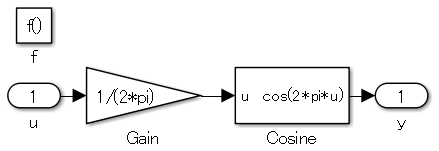 f()
f
1
1/(2*pi)
u cos(2*pi*u)
1
u
Gain
Cosine
y